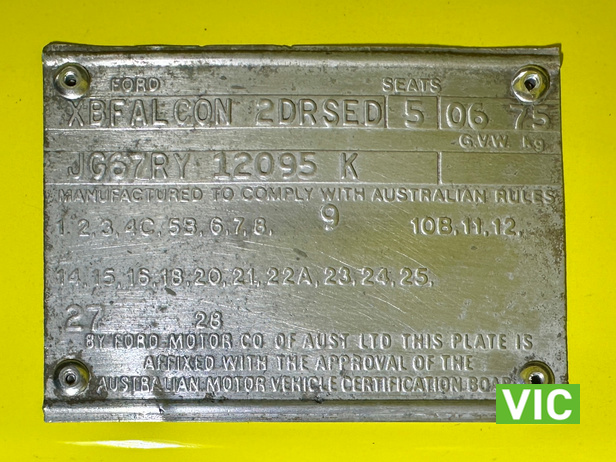 FORD SEATS
XBFALCON 2DRSED 5 06 75
G.V.W. kg
JG67RY 12095 K
MANUFACTURED TO COMPLY WITH AUSTRALIAN RULES
1, 2, 3, 4C, 5B, 6, 7, 8, 9 10B, 11, 12,
14, 15, 16, 18, 20, 21, 22A, 23, 24, 25,
27 28
BY FORD MOTOR CO OF AUST LTD THIS PLATE IS
AFFIXED WITH THE APPROVAL OF THE
AUSTRALIAN MOTOR VEHICLE CERTIFICATION BOARD
VIC